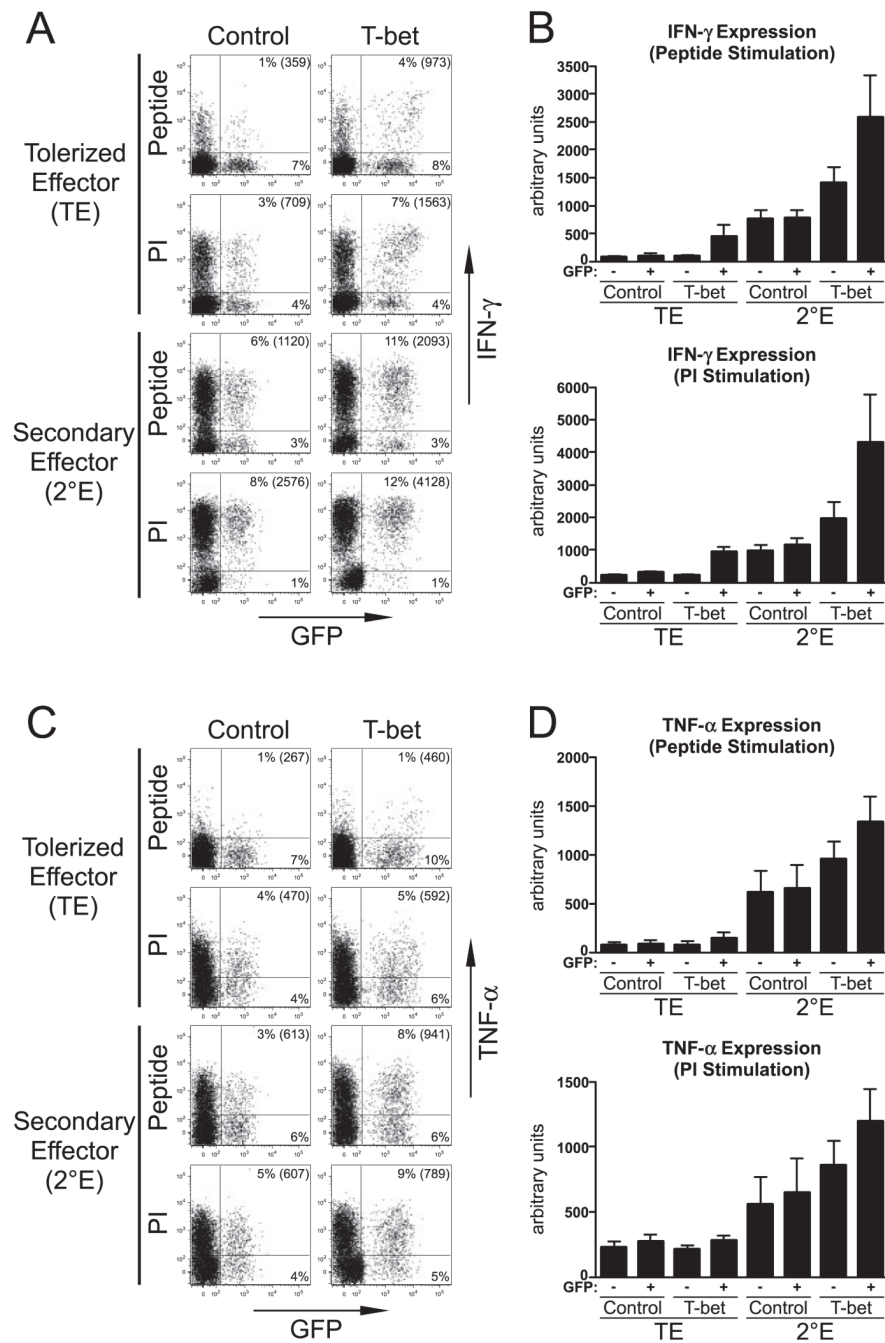 A
Control
T-bet
Tolerized
Effector
(TE)
Peptide
1% (359)
7%
4% (973)
8%
PI
3% (709)
4%
7% (1563)
4%
Secondary
Effector
(2°E)
Peptide
6% (1120)
3%
11% (2093)
3%
PI
8% (2576)
1%
12% (4128)
1%
IFN-γ
GFP
B
IFN-γ Expression
(Peptide Stimulation)
arbitrary units
3500
3000
2500
2000
1500
1000
500
0
GFP: - + - + - + - +
Control T-bet Control T-bet
TE 2°E
IFN-γ Expression
(PI Stimulation)
arbitrary units
6000
5000
4000
3000
2000
1000
0
GFP: - + - + - + - +
Control T-bet Control T-bet
TE 2°E
C
Control
T-bet
Tolerized
Effector
(TE)
Peptide
1% (267)
7%
1% (460)
10%
PI
4% (470)
4%
5% (592)
6%
Secondary
Effector
(2°E)
Peptide
3% (613)
6%
8% (941)
6%
PI
5% (607)
4%
9% (789)
5%
TNF-α
GFP
D
TNF-α Expression
(Peptide Stimulation)
arbitrary units
2000
1500
1000
500
0
GFP: - + - + - + - +
Control T-bet Control T-bet
TE 2°E
TNF-α Expression
(PI Stimulation)
arbitrary units
1500
1000
500
0
GFP: - + - + - + - +
Control T-bet Control T-bet
TE 2°E